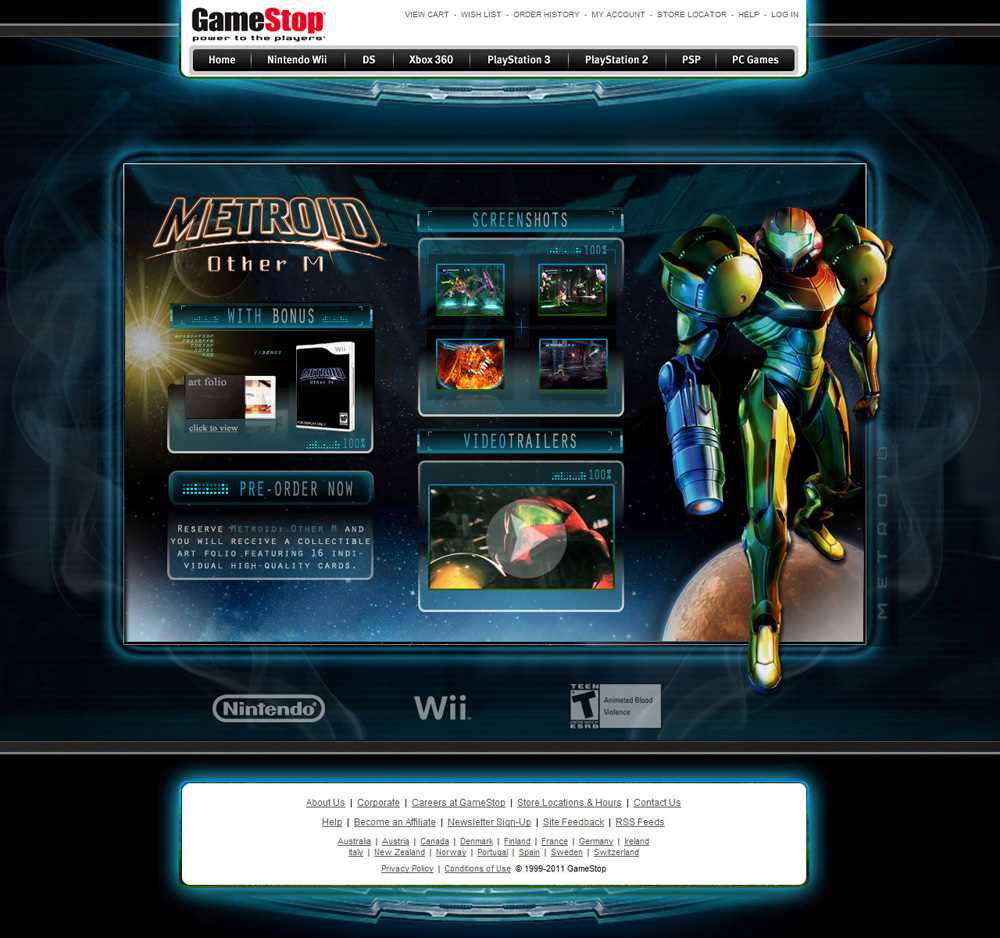 GameStop
power to the players
VIEW CART - WISH LIST - ORDER HISTORY - MY ACCOUNT - STORE LOCATOR - HELP - LOG IN
Home Nintendo Wii DS Xbox 360 PlayStation 3 PlayStation 2 PSP PC Games
METROID
Other M
WITH BONUS
//BONUS
art folio
click to view
Wii
METROID
Other M
100%
PRE-ORDER NOW
RESERVE METROID: OTHER M AND
YOU WILL RECEIVE A COLLECTIBLE
ART FOLIO FEATURING 16 INDI-
VIDUAL HIGH-QUALITY CARDS.
SCREENSHOTS
100%
VIDEOTRAILERS
100%
METROID
Nintendo
Wii
TEEN
T
ESRB
Animated Blood
Violence
About Us | Corporate | Careers at GameStop | Store Locations & Hours | Contact Us
Help | Become an Affiliate | Newsletter Sign-Up | Site Feedback | RSS Feeds
Australia | Austria | Canada | Denmark | Finland | France | Germany | Ireland
Italy | New Zealand | Norway | Portugal | Spain | Sweden | Switzerland
Privacy Policy | Conditions of Use © 1999-2011 GameStop